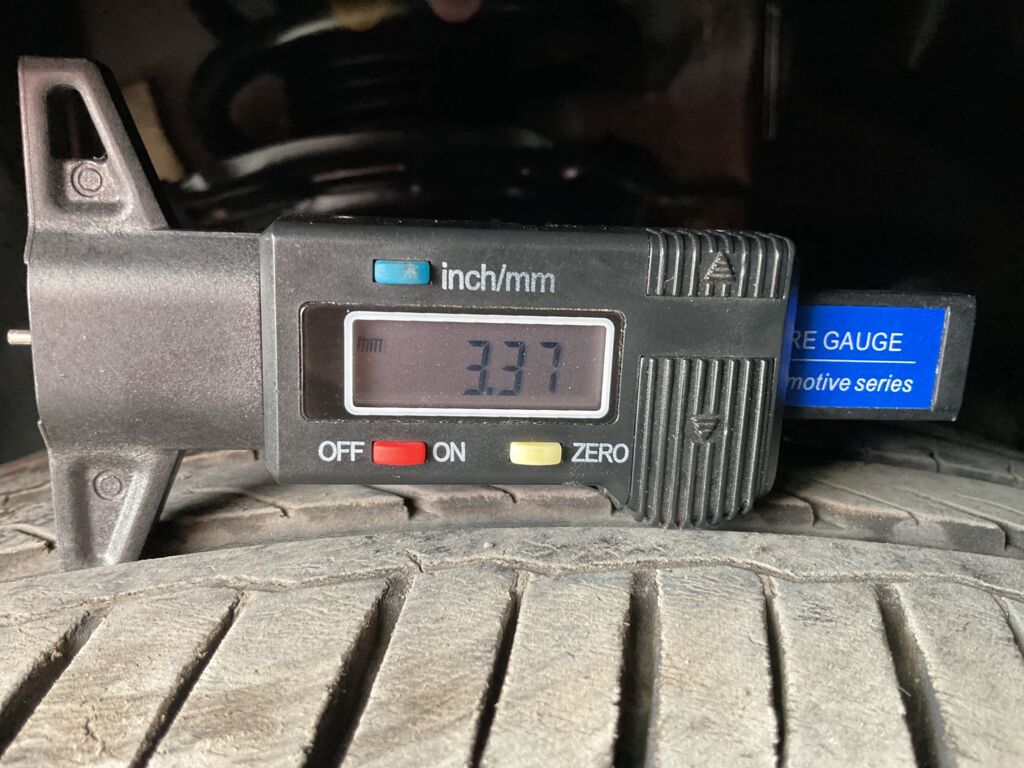 inch/mm
mm 3.37
OFF ON ZERO
RE GAUGE
motive series